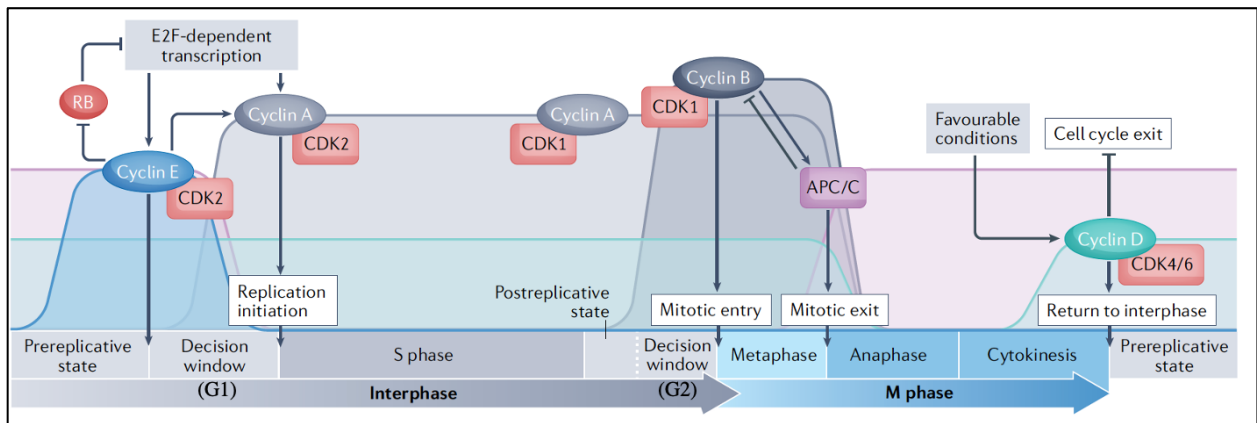 E2F-dependent
transcription
RB
Cyclin A
CDK2
Cyclin E
CDK2
Cyclin A
CDK1
Cyclin B
CDK1
APC/C
Favourable
conditions
Cell cycle exit
Cyclin D
CDK4/6
Replication
initiation
Postreplicative
state
Mitotic entry
Mitotic exit
Return to interphase
Prereplicative
state
Decision
window
(G1)
S phase
Decision
window
(G2)
Metaphase
Anaphase
Cytokinesis
Prereplicative
state
Interphase
M phase